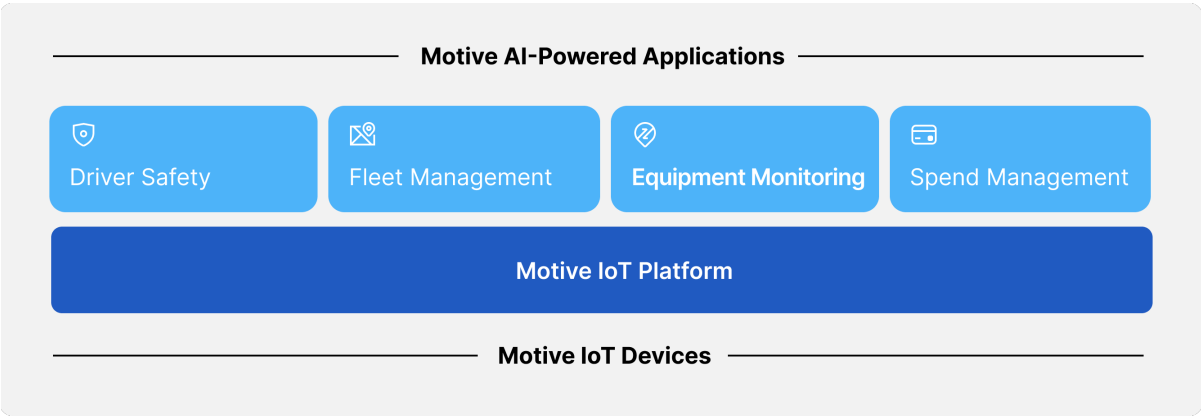 Motive AI-Powered Applications
Driver Safety
Fleet Management
Equipment Monitoring
Spend Management
Motive IoT Platform
Motive IoT Devices